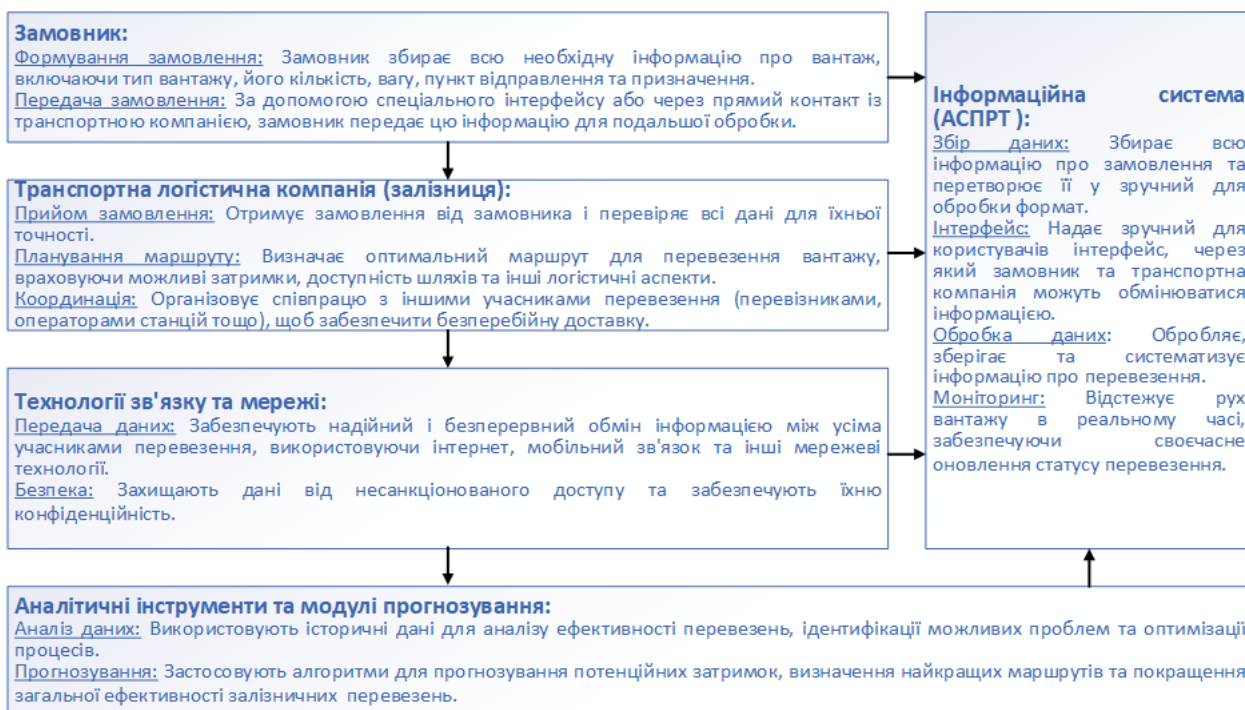 Замовник:
Формування замовлення: Замовник збирає всю необхідну інформацію про вантаж,
включаючи тип вантажу, його кількість, вагу, пункт відправлення та призначення.
Передача замовлення: За допомогою спеціального інтерфейсу або через прямий контакт із
транспортною компанією, замовник передає цю інформацію для подальшої обробки.
Транспортна логістична компанія (залізниця):
Прийом замовлення: Отримує замовлення від замовника і перевіряє всі дані для їхньої
точності.
Планування маршруту: Визначає оптимальний маршрут для перевезення вантажу,
враховуючи можливі затримки, доступність шляхів та інші логістичні аспекти.
Координація: Організовує співпрацю з іншими учасниками перевезення (перевізниками,
операторами станцій тощо), щоб забезпечити безперебійну доставку.
Технології зв'язку та мережі:
Передача даних: Забезпечують надійний і безперервний обмін інформацією між усіма
учасниками перевезення, використовуючи інтернет, мобільний зв'язок та інші мережеві
технології.
Безпека: Захищають дані від несанкціонованого доступу та забезпечують їхню
конфіденційність.
Інформаційна система
(АСПРТ ):
Збір даних: Збирає всю
інформацію про замовлення та
перетворює її у зручний для
обробки формат.
Інтерфейс: Надає зручний для
користувачів інтерфейс, через
який замовник та транспортна
компанія можуть обмінюватися
інформацією.
Обробка даних: Обробляє,
зберігає та систематизує
інформацію про перевезення.
Моніторинг: Відстежує рух
вантажу в реальному часі,
забезпечуючи своєчасне
оновлення статусу перевезення.
Аналітичні інструменти та модулі прогнозування:
Аналіз даних: Використовують історичні дані для аналізу ефективності перевезень, ідентифікації можливих проблем та оптимізації
процесів.
Прогнозування: Застосовують алгоритми для прогнозування потенційних затримок, визначення найкращих маршрутів та покращення
загальної ефективності залізничних перевезень.